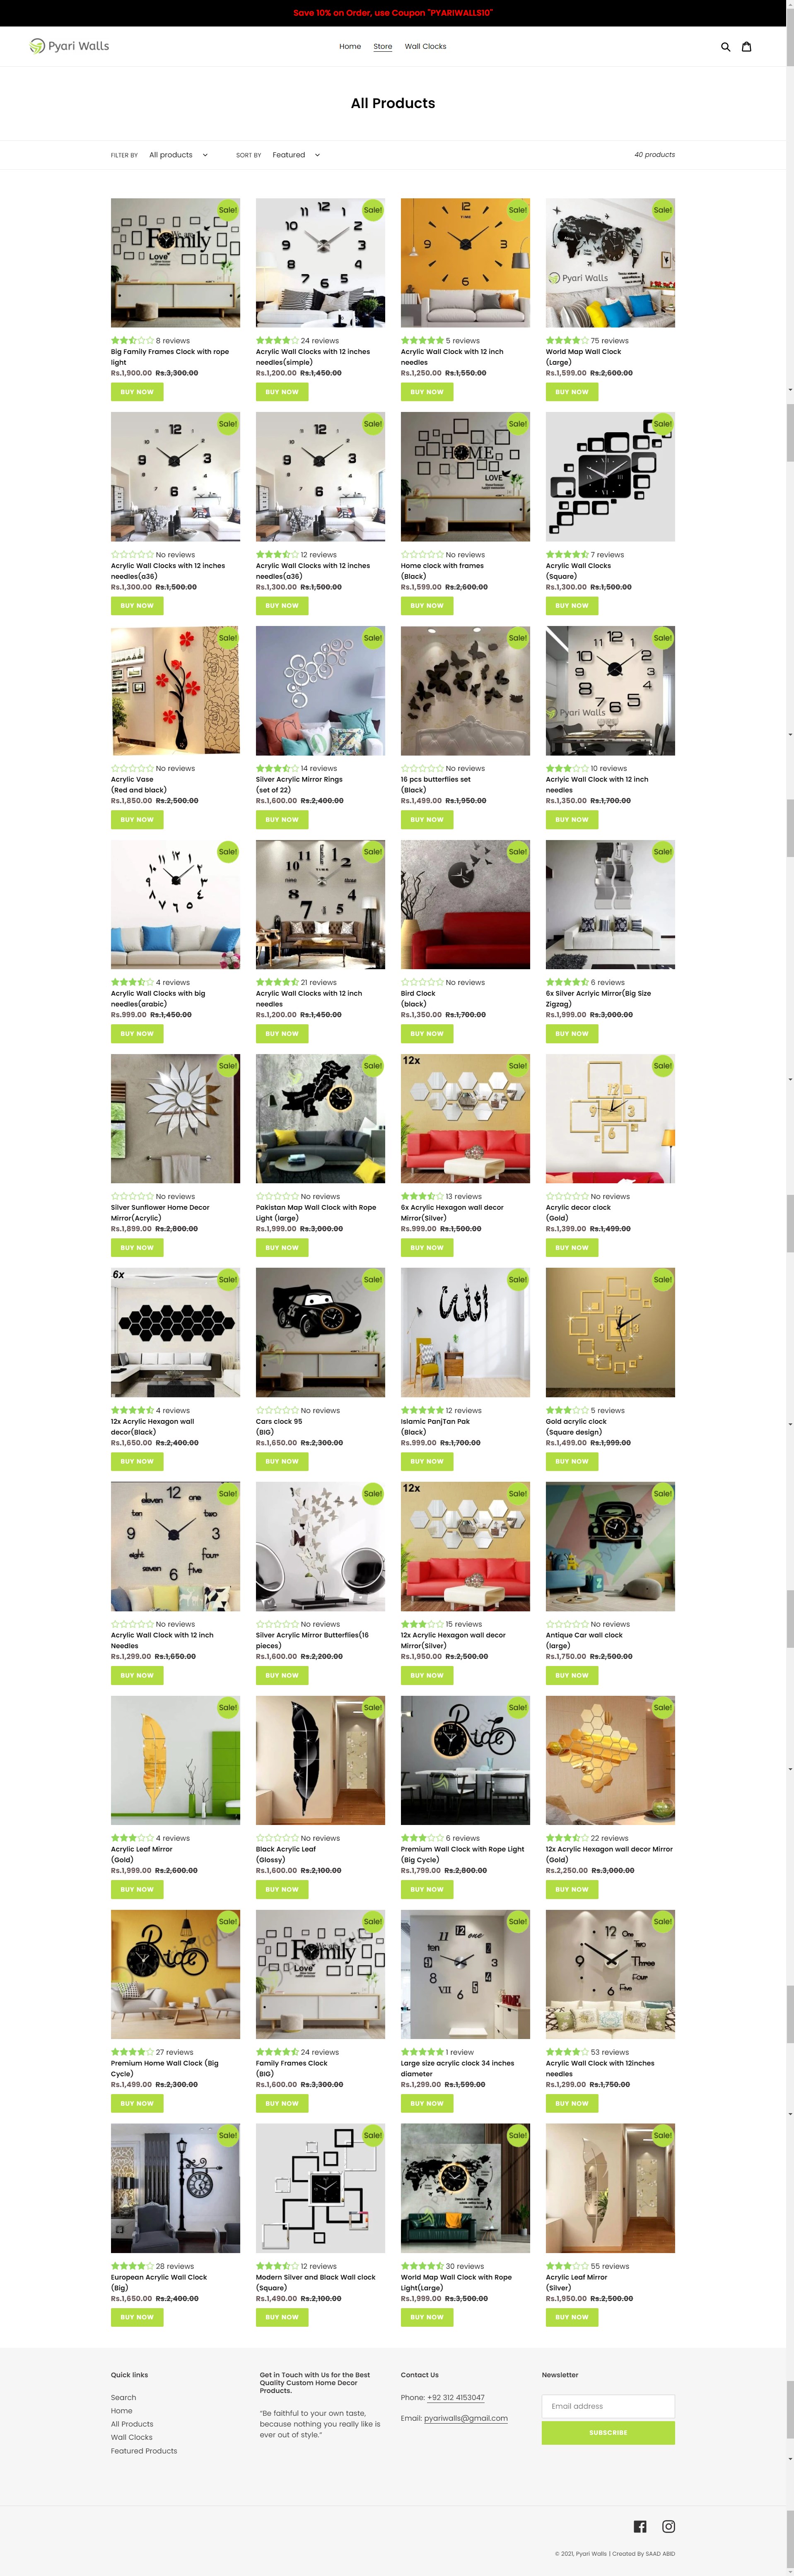 Save 10% on Order, use Coupon "PYARIWALLS10"
Pyari Walls
Home Store Wall Clocks
All Products
FILTER BY All products SORT BY Featured 40 products
Sale! Sale! Sale! Sale!
8 reviews
Big Family Frames Clock with rope
light
Rs.1,900.00 Rs.3,300.00
BUY NOW
24 reviews
Acrylic Wall Clocks with 12 inches
needles(simple)
Rs.1,200.00 Rs.1,450.00
BUY NOW
5 reviews
Acrylic Wall Clock with 12 inch
needles
Rs.1,250.00 Rs.1,550.00
BUY NOW
75 reviews
World Map Wall Clock
(Large)
Rs.1,599.00 Rs.2,600.00
BUY NOW
Sale! Sale! Sale! Sale!
No reviews
Acrylic Wall Clocks with 12 inches
needles(a36)
Rs.1,300.00 Rs.1,500.00
BUY NOW
12 reviews
Acrylic Wall Clocks with 12 inches
needles(a36)
Rs.1,300.00 Rs.1,500.00
BUY NOW
No reviews
Home clock with frames
(Black)
Rs.1,599.00 Rs.2,600.00
BUY NOW
7 reviews
Acrylic Wall Clocks
(Square)
Rs.1,300.00 Rs.1,500.00
BUY NOW
Sale! Sale! Sale! Sale!
No reviews
Acrylic Vase
(Red and black)
Rs.1,850.00 Rs.2,500.00
BUY NOW
14 reviews
Silver Acrylic Mirror Rings
(set of 22)
Rs.1,600.00 Rs.2,400.00
BUY NOW
No reviews
16 pcs butterflies set
(Black)
Rs.1,499.00 Rs.1,950.00
BUY NOW
10 reviews
Acrlyic Wall Clock with 12 inch
needles
Rs.1,350.00 Rs.1,700.00
BUY NOW
Sale! Sale! Sale! Sale!
4 reviews
Acrylic Wall Clocks with big
needles(arabic)
Rs.999.00 Rs.1,450.00
BUY NOW
21 reviews
Acrylic Wall Clocks with 12 inch
needles
Rs.1,200.00 Rs.1,450.00
BUY NOW
No reviews
Bird Clock
(black)
Rs.1,350.00 Rs.1,700.00
BUY NOW
6 reviews
6x Silver Acrlyic Mirror(Big Size
Zigzag)
Rs.1,999.00 Rs.3,000.00
BUY NOW
Sale! Sale! 12x Sale! Sale!
No reviews
Silver Sunflower Home Decor
Mirror(Acrylic)
Rs.1,899.00 Rs.2,800.00
BUY NOW
No reviews
Pakistan Map Wall Clock with Rope
Light (large)
Rs.1,999.00 Rs.3,000.00
BUY NOW
13 reviews
6x Acrylic Hexagon wall decor
Mirror(Silver)
Rs.999.00 Rs.1,500.00
BUY NOW
No reviews
Acrylic decor clock
(Gold)
Rs.1,399.00 Rs.1,499.00
BUY NOW
6x Sale! Sale! Sale! Sale!
4 reviews
12x Acrylic Hexagon wall
decor(Black)
Rs.1,650.00 Rs.2,400.00
BUY NOW
No reviews
Cars clock 95
(BIG)
Rs.1,650.00 Rs.2,300.00
BUY NOW
12 reviews
Islamic PanjTan Pak
(Black)
Rs.999.00 Rs.1,700.00
BUY NOW
5 reviews
Gold acrylic clock
(Square design)
Rs.1,499.00 Rs.1,999.00
BUY NOW
Sale! Sale! 12x Sale! Sale!
No reviews
Acrylic Wall Clock with 12 inch
Needles
Rs.1,299.00 Rs.1,650.00
BUY NOW
No reviews
Silver Acrylic Mirror Butterflies(16
pieces)
Rs.1,600.00 Rs.2,200.00
BUY NOW
15 reviews
12x Acrylic Hexagon wall decor
Mirror(Silver)
Rs.1,950.00 Rs.2,500.00
BUY NOW
No reviews
Antique Car wall clock
(large)
Rs.1,750.00 Rs.2,500.00
BUY NOW
Sale! Sale! Sale! Sale!
4 reviews
Acrylic Leaf Mirror
(Gold)
Rs.1,999.00 Rs.2,600.00
BUY NOW
No reviews
Black Acrylic Leaf
(Glossy)
Rs.1,600.00 Rs.2,100.00
BUY NOW
6 reviews
Premium Wall Clock with Rope Light
(Big Cycle)
Rs.1,799.00 Rs.2,800.00
BUY NOW
22 reviews
12x Acrylic Hexagon wall decor Mirror
(Gold)
Rs.2,250.00 Rs.3,000.00
BUY NOW
Sale! Sale! Sale! Sale!
27 reviews
Premium Home Wall Clock (Big
Cycle)
Rs.1,499.00 Rs.2,300.00
BUY NOW
24 reviews
Family Frames Clock
(BIG)
Rs.1,600.00 Rs.3,300.00
BUY NOW
1 review
Large size acrylic clock 34 inches
diameter
Rs.1,299.00 Rs.1,599.00
BUY NOW
53 reviews
Acrylic Wall Clock with 12inches
needles
Rs.1,299.00 Rs.1,750.00
BUY NOW
Sale! Sale! Sale! Sale!
28 reviews
European Acrylic Wall Clock
(Big)
Rs.1,650.00 Rs.2,400.00
BUY NOW
12 reviews
Modern Silver and Black Wall clock
(Square)
Rs.1,490.00 Rs.2,100.00
BUY NOW
30 reviews
World Map Wall Clock with Rope
Light(Large)
Rs.1,999.00 Rs.3,500.00
BUY NOW
55 reviews
Acrylic Leaf Mirror
(Silver)
Rs.1,950.00 Rs.2,500.00
BUY NOW
Quick links
Search
Home
All Products
Wall Clocks
Featured Products
Get in Touch with Us for the Best
Quality Custom Home Decor
Products.
“Be faithful to your own taste,
because nothing you really like is
ever out of style.”
Contact Us
Phone: +92 312 4153047
Email: pyariwalls@gmail.com
Newsletter
Email address
SUBSCRIBE
© 2021, Pyari Walls | Created By SAAD ABID